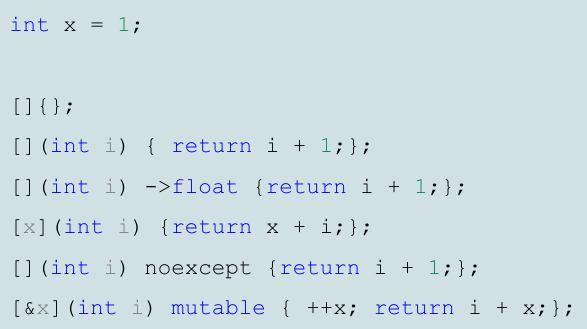 int x = 1;
[]{};
[](int i) { return i + 1;};
[](int i) ->float {return i + 1;};
[x](int i) {return x + i;};
[](int i) noexcept {return i + 1;};
[&x](int i) mutable { ++x; return i + x;};